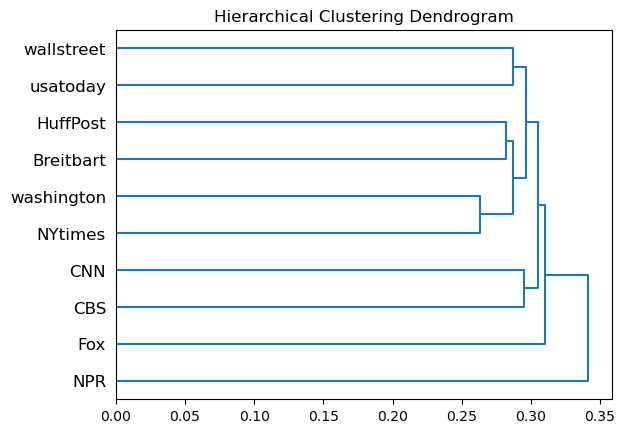 Hierarchical Clustering Dendrogram
wallstreet
usatoday
HuffPost
Breitbart
washington
NYtimes
CNN
CBS
Fox
NPR
0.00 0.05 0.10 0.15 0.20 0.25 0.30 0.35